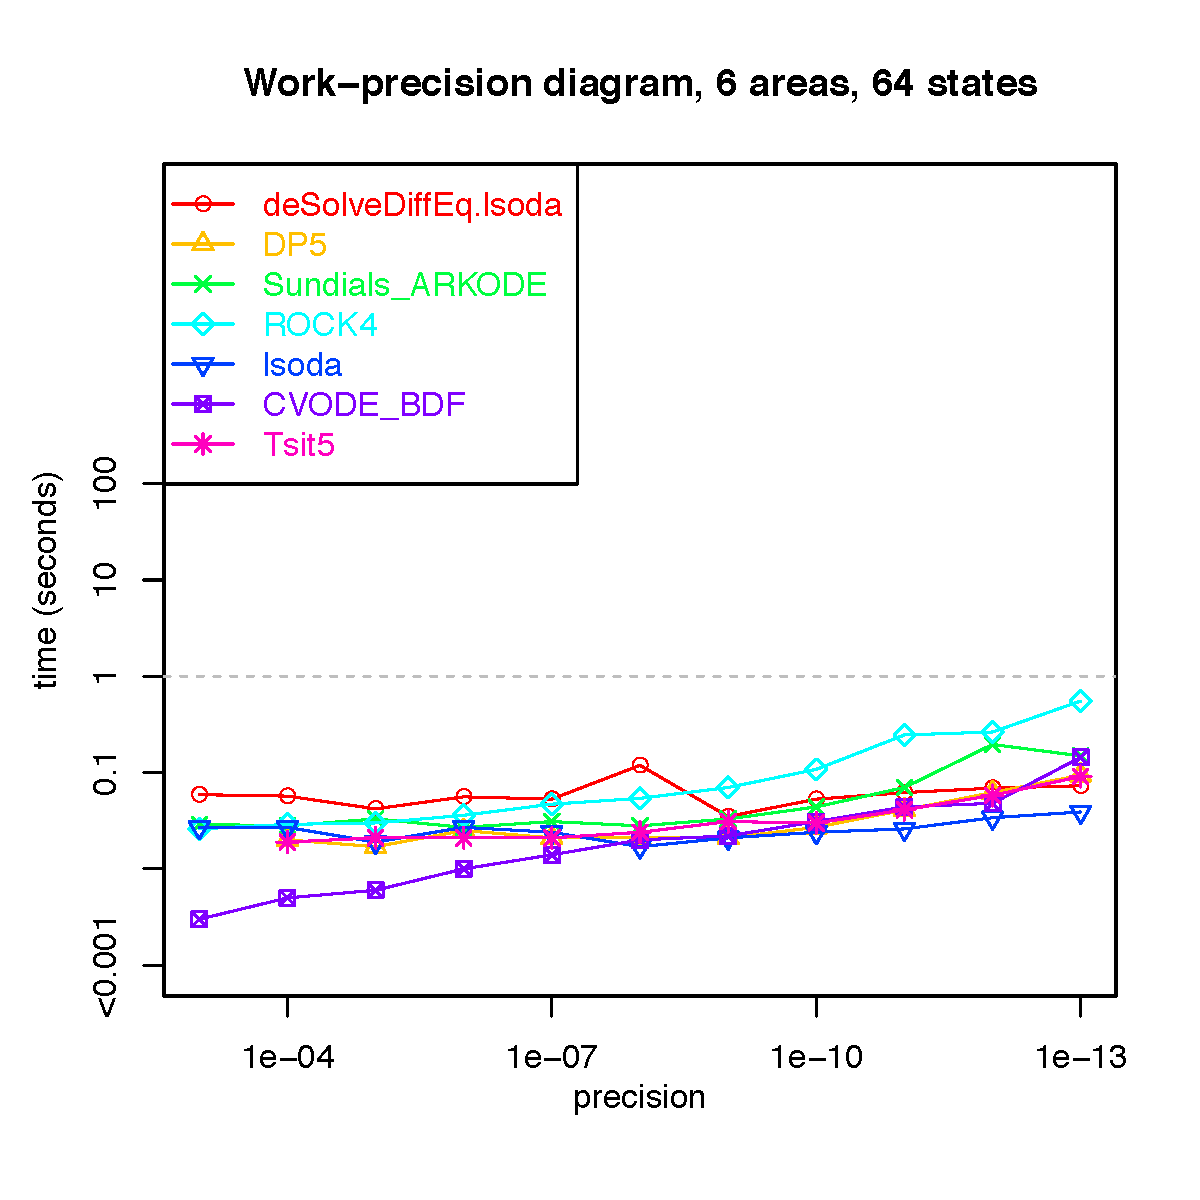 Work−precision diagram, 6 areas, 64 states
deSolveDiffEq.lsoda
DP5
Sundials_ARKODE
ROCK4
lsoda
CVODE_BDF
Tsit5
time (seconds)
100
10
1
0.1
<0.001
1e−04
1e−07
1e−10
1e−13
precision